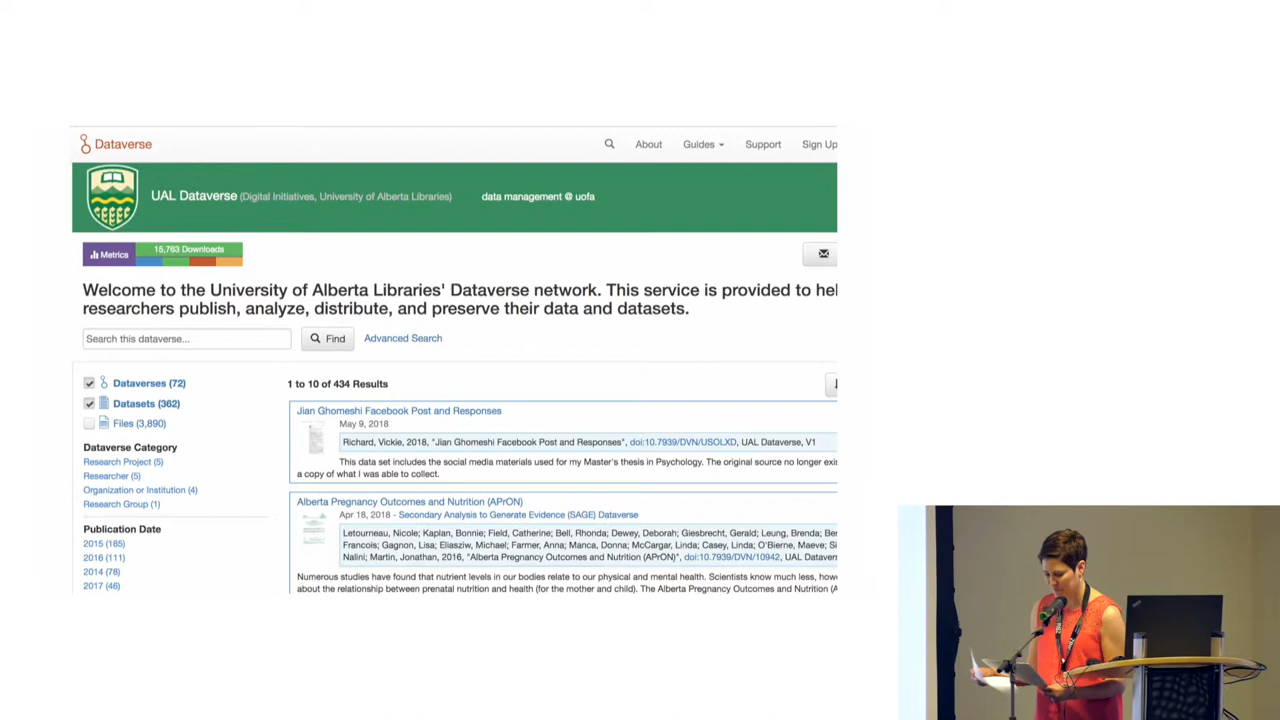 Dataverse
About
Guides
Support
Sign Up
UAL Dataverse (Digital Initiatives, University of Alberta Libraries)
data management @ uofa
Metrics
15,763 Downloads
Welcome to the University of Alberta Libraries' Dataverse network. This service is provided to hel
researchers publish, analyze, distribute, and preserve their data and datasets.
Search this dataverse...
Find
Advanced Search
Dataverses (72)
Datasets (362)
Files (3,890)
Dataverse Category
Research Project (5)
Researcher (5)
Organization or Institution (4)
Research Group (1)
Publication Date
2015 (185)
2016 (111)
2014 (78)
2017 (46)
1 to 10 of 434 Results
Jian Ghomeshi Facebook Post and Responses
May 9, 2018
Richard, Vickie, 2018, "Jian Ghomeshi Facebook Post and Responses", doi:10.7939/DVN/USOLXD, UAL Dataverse, V1
This data set includes the social media materials used for my Master's thesis in Psychology. The original source no longer exi
a copy of what I was able to collect.
Alberta Pregnancy Outcomes and Nutrition (APrON)
Apr 18, 2018 - Secondary Analysis to Generate Evidence (SAGE) Dataverse
Letourneau, Nicole; Kaplan, Bonnie; Field, Catherine; Bell, Rhonda; Dewey, Deborah; Giesbrecht, Gerald; Leung, Brenda; Ber
Francois; Gagnon, Lisa; Eliasziw, Michael; Farmer, Anna; Manca, Donna; McCargar, Linda; Casey, Linda; O'Bierne, Maeve; Si
Nalini; Martin, Jonathan, 2016, "Alberta Pregnancy Outcomes and Nutrition (APrON)", doi:10.7939/DVN/10942, UAL Datavers
Numerous studies have found that nutrient levels in our bodies relate to our physical and mental health. Scientists know much less, howe
about the relationship between prenatal nutrition and health (for the mother and child). The Alberta Pregnancy Outcomes and Nutrition (A